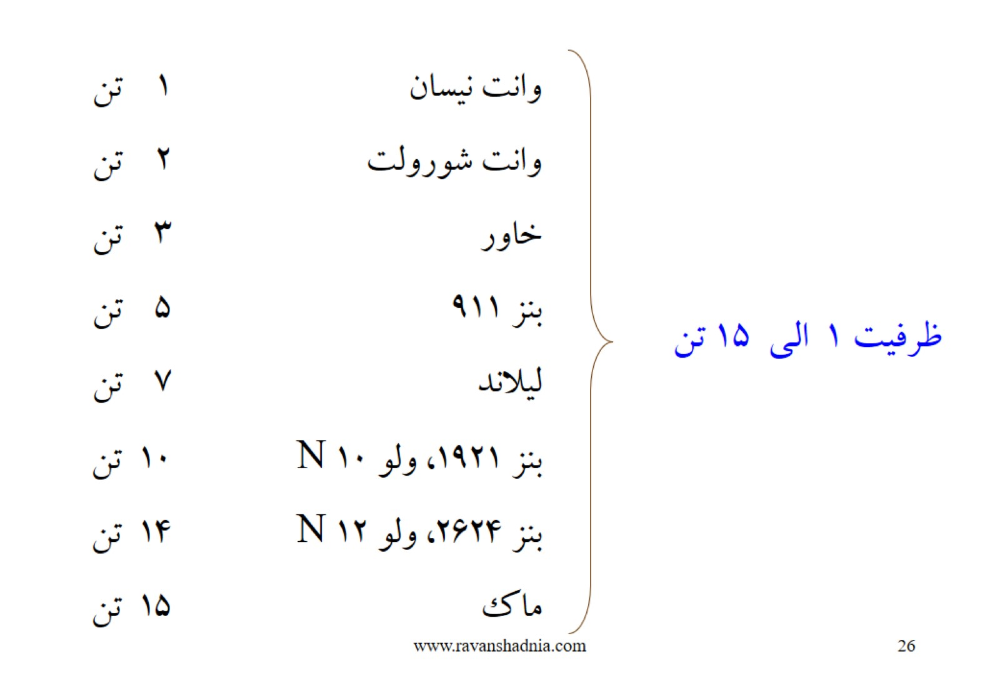 ظرفیت ۱ الی ۱۵ تن
وانت نیسان ۱ تن
وانت شورولت ۲ تن
خاور ۳ تن
بنز ۹۱۱ ۵ تن
لیلاند ۷ تن
بنز ۱۹۲۱، ولو N ۱۰ ۱۰ تن
بنز ۲۶۲۴، ولو N ۱۲ ۱۴ تن
ماک ۱۵ تن
www.ravanshadnia.com
26